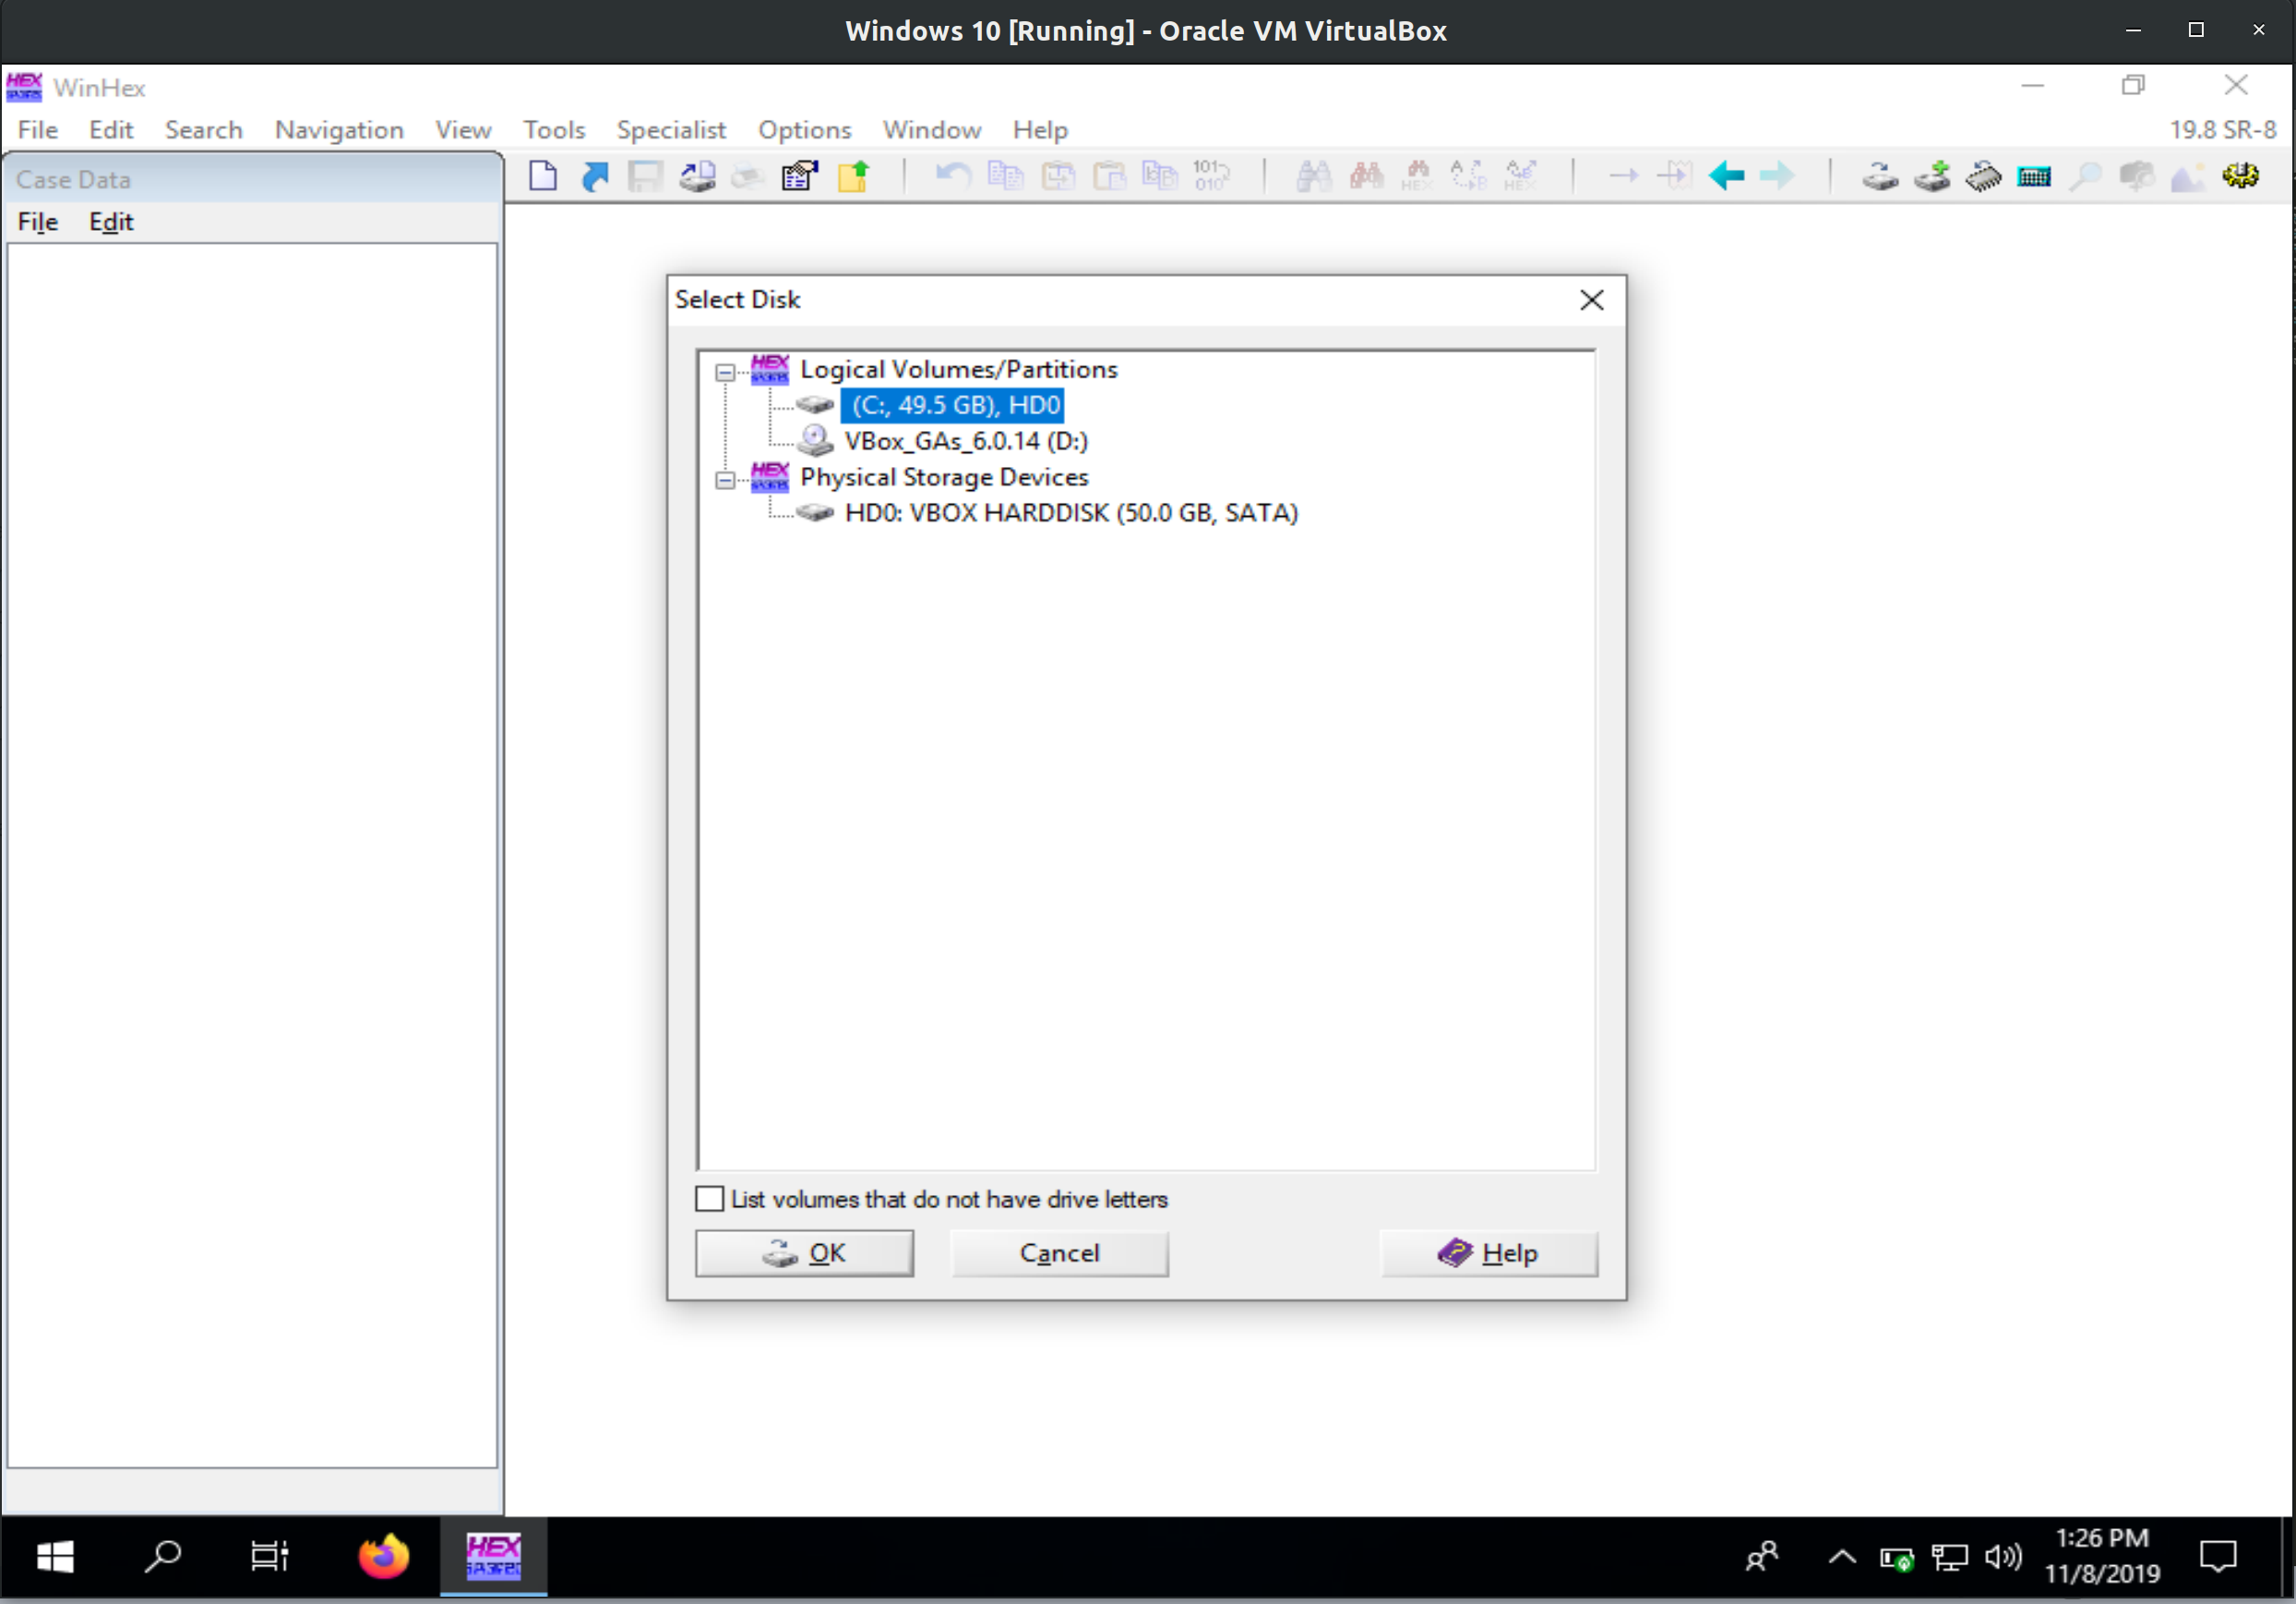 Windows 10 [Running] - Oracle VM VirtualBox
WinHex
File Edit Search Navigation View Tools Specialist Options Window Help 19.8 SR-8
Case Data
File Edit
Select Disk
Logical Volumes/Partitions
(C:, 49.5 GB), HD0
VBox_GAs_6.0.14 (D:)
Physical Storage Devices
HD0: VBOX HARDDISK (50.0 GB, SATA)
List volumes that do not have drive letters
OK Cancel Help
1:26 PM
11/8/2019